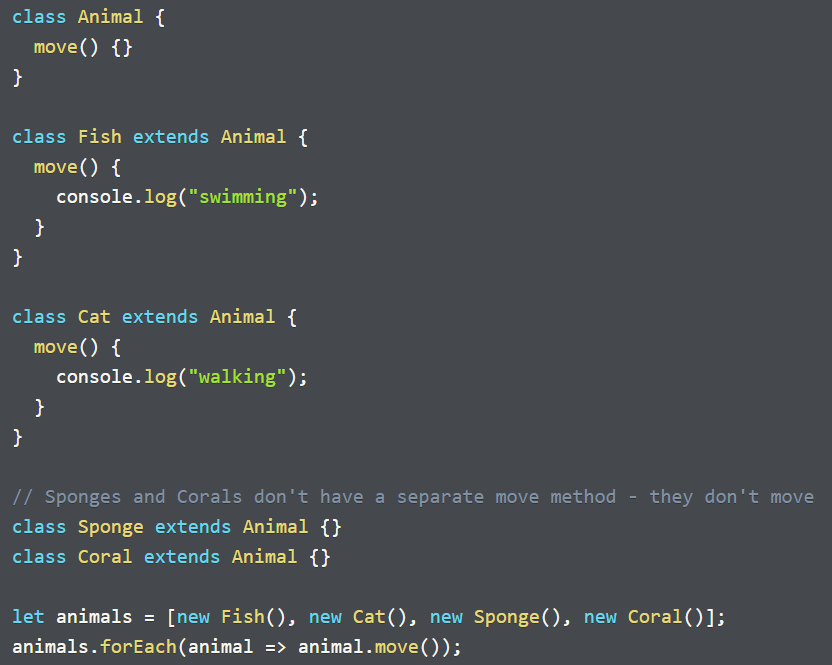 class Animal {
  move() {}
}

class Fish extends Animal {
  move() {
    console.log("swimming");
  }
}

class Cat extends Animal {
  move() {
    console.log("walking");
  }
}

// Sponges and Corals don't have a separate move method - they don't move
class Sponge extends Animal {}
class Coral extends Animal {}

let animals = [new Fish(), new Cat(), new Sponge(), new Coral()];
animals.forEach(animal => animal.move());